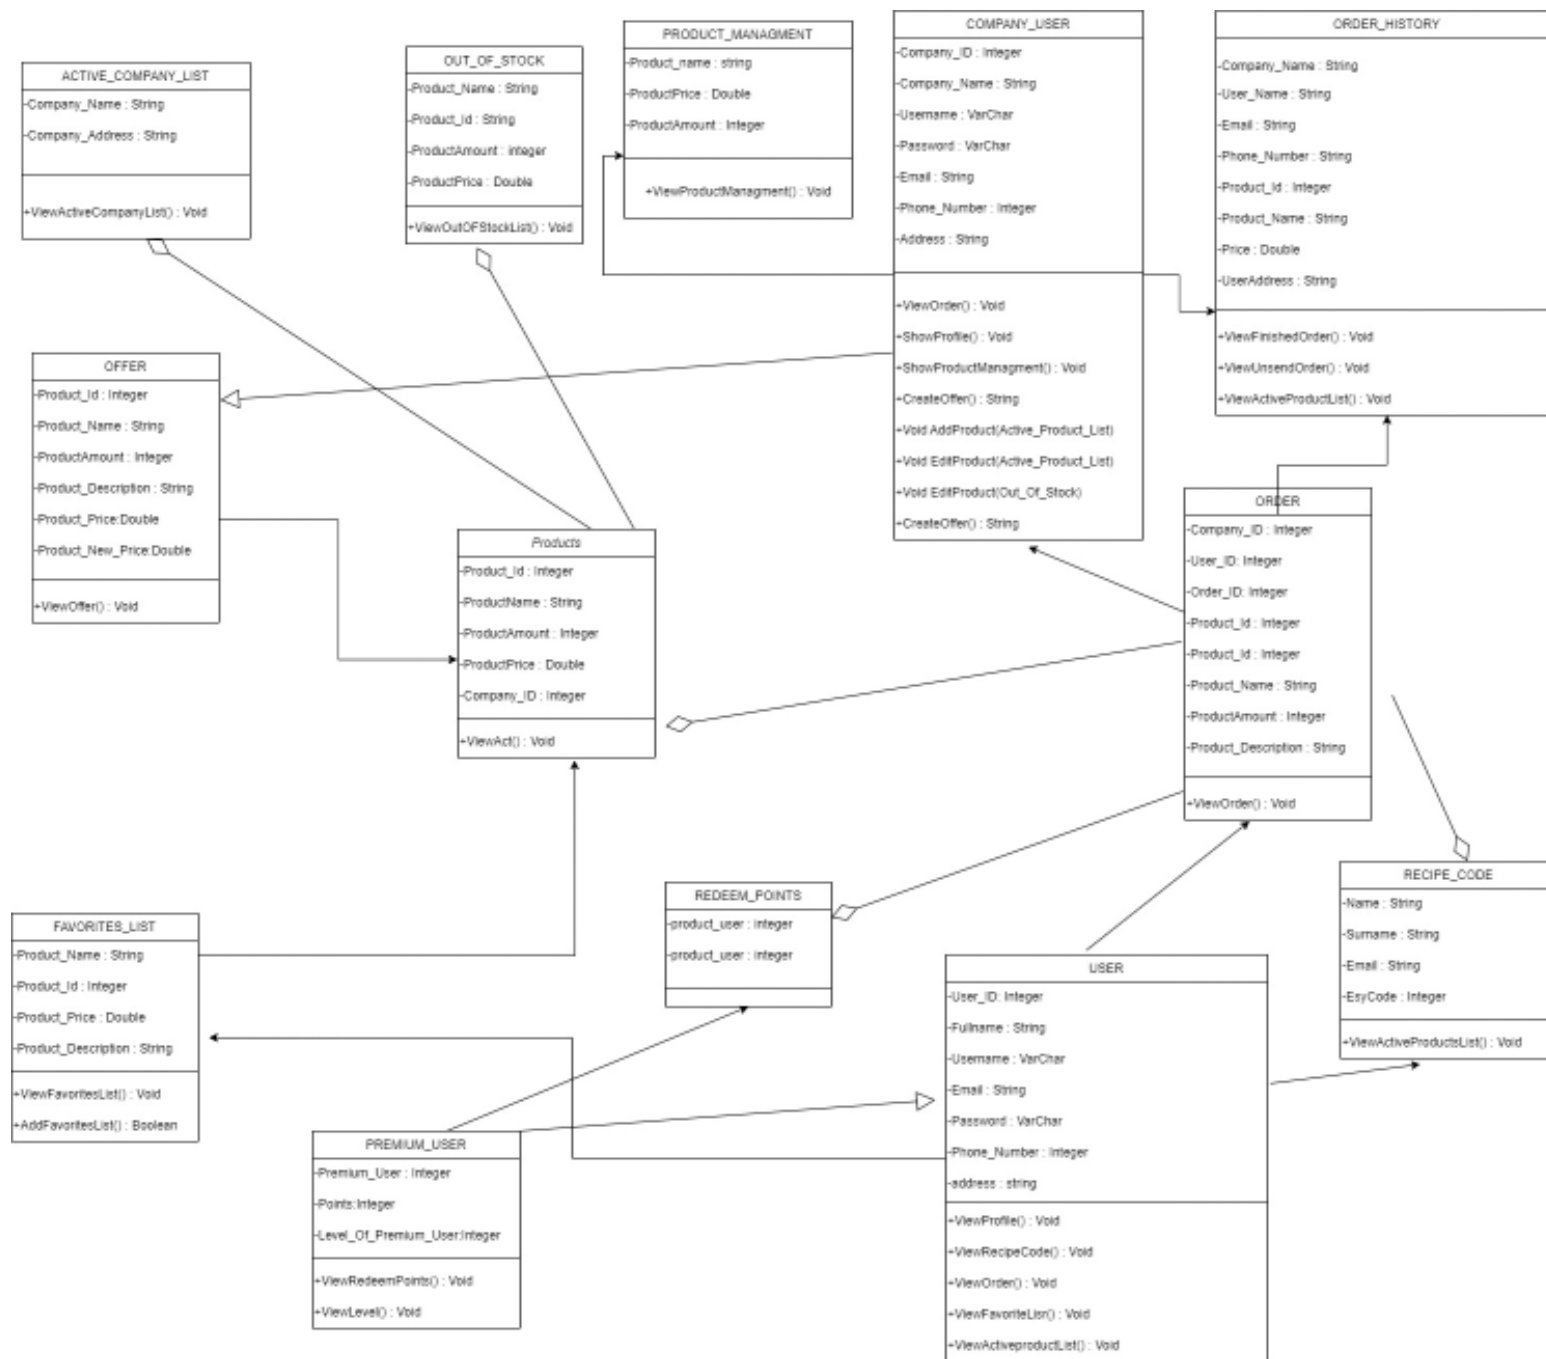 ACTIVE_COMPANY_LIST
-Company_Name : String
-Company_Address : String
+ViewActiveCompanyList() : Void
OUT_OF_STOCK
-Product_Name : String
-Product_Id : String
-ProductAmount : integer
-ProductPrice : Double
+ViewOutOFStockList() : Void
PRODUCT_MANAGMENT
-Product_name : string
-ProductPrice : Double
-ProductAmount : Integer
+ViewProductManagment() : Void
COMPANY_USER
-Company_ID : Integer
-Company_Name : String
-Username : VarChar
-Password : VarChar
-Email : String
-Phone_Number : Integer
-Address : String
+ViewOrder() : Void
+ShowProfile() : Void
+ShowProductManagment() : Void
+CreateOffer() : String
+Void AddProduct(Active_Product_List)
+Void EditProduct(Active_Product_List)
+Void EditProduct(Out_Of_Stock)
+CreateOffer() : String
ORDER_HISTORY
-Company_Name : String
-User_Name : String
-Email : String
-Phone_Number : String
-Product_Id : Integer
-Product_Name : String
-Price : Double
-UserAddress : String
+ViewFinishedOrder() : Void
+ViewUnsendOrder() : Void
+ViewActiveProductList() : Void
OFFER
-Product_Id : Integer
-Product_Name : String
-ProductAmount : Integer
-Product_Description : String
-Product_Price:Double
-Product_New_Price:Double
+ViewOffer() : Void
Products
-Product_Id : Integer
-ProductName : String
-ProductAmount : Integer
-ProductPrice : Double
-Company_ID : Integer
+ViewAct() : Void
ORDER
-Company_ID : Integer
-User_ID: Integer
-Order_ID: Integer
-Product_Id : Integer
-Product_Id : Integer
-Product_Name : String
-ProductAmount : Integer
-Product_Description : String
+ViewOrder() : Void
RECIPE_CODE
-Name : String
-Surname : String
-Email : String
-EsyCode : Integer
+ViewActiveProductsList() : Void
REDEEM_POINTS
-product_user : integer
-product_user : integer
FAVORITES_LIST
-Product_Name : String
-Product_Id : Integer
-Product_Price : Double
-Product_Description : String
+ViewFavoritesList() : Void
+AddFavoritesList() : Boolean
USER
-User_ID: Integer
-Fullname : String
-Username : VarChar
-Email : String
-Password : VarChar
-Phone_Number : Integer
-address : string
+ViewProfile() : Void
+ViewRecipeCode() : Void
+ViewOrder() : Void
+ViewFavoriteLisr() : Void
+ViewActiveproductList() : Void
PREMIUM_USER
-Premium_User : Integer
-Points:Integer
-Level_Of_Premium_User:Integer
+ViewRedeemPoints() : Void
+ViewLevel() : Void